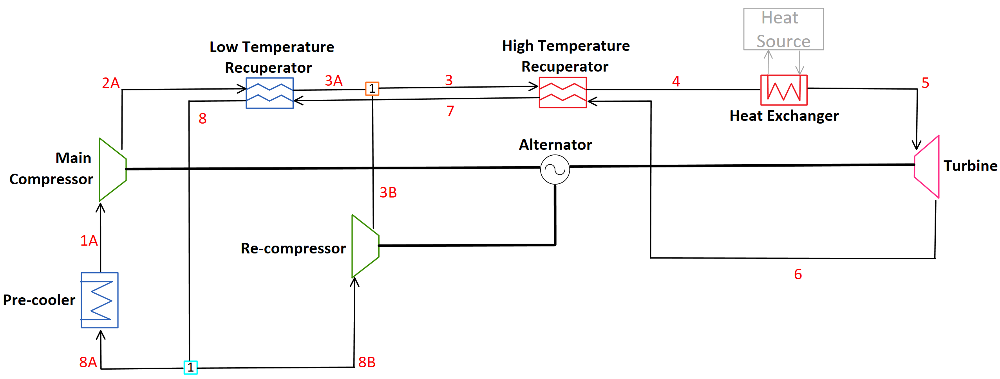 Heat
Source
Low Temperature
Recuperator
High Temperature
Recuperator
2A
3A
1
3
4
5
7
8
Heat Exchanger
Main
Compressor
Alternator
Turbine
3B
1A
Re-compressor
6
Pre-cooler
8A
1
8B